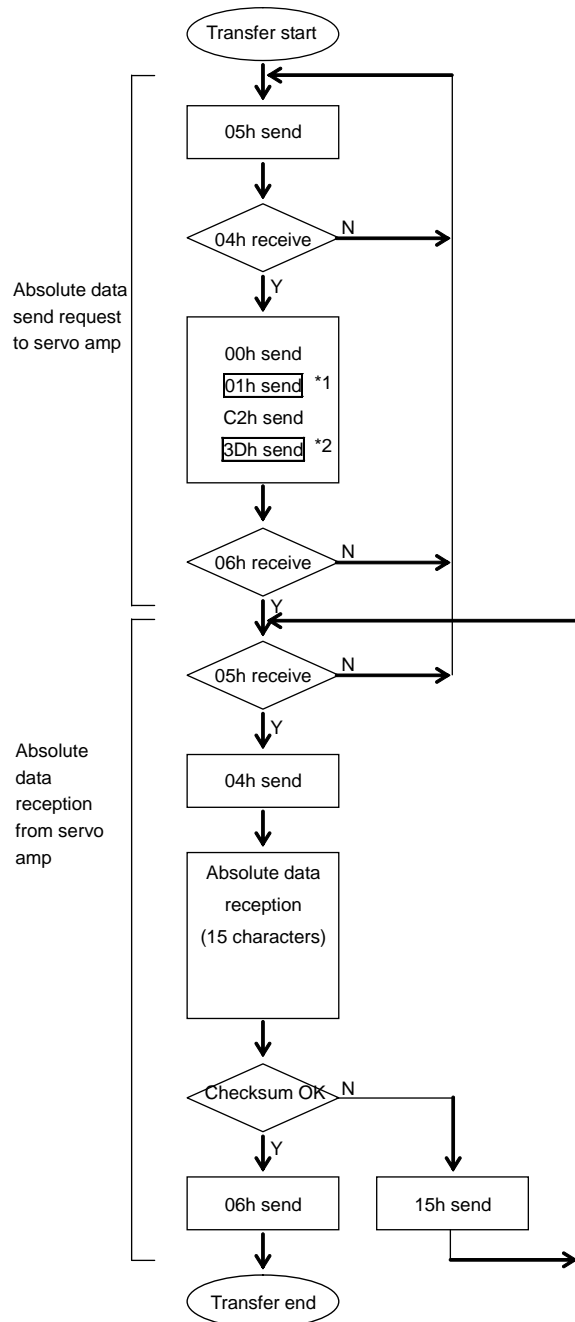 Transfer start
05h send
04h receive
N
Y
Absolute data
send request
to servo amp
00h send
01h send *1
C2h send
3Dh send *2
06h receive
N
Y
05h receive
N
Y
Absolute
data
reception
from servo
amp
04h send
Absolute data
reception
(15 characters)
Checksum OK
N
Y
06h send
15h send
Transfer end